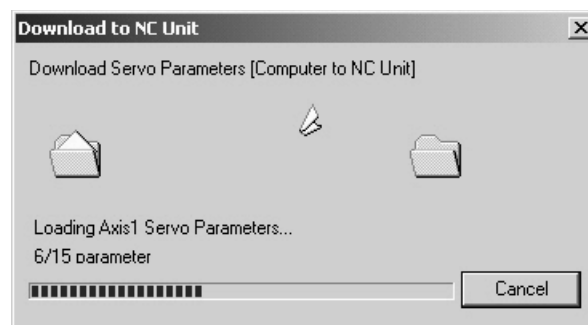 Download to NC Unit
Download Servo Parameters [Computer to NC Unit]
Loading Axis1 Servo Parameters...
6/15 parameter
Cancel